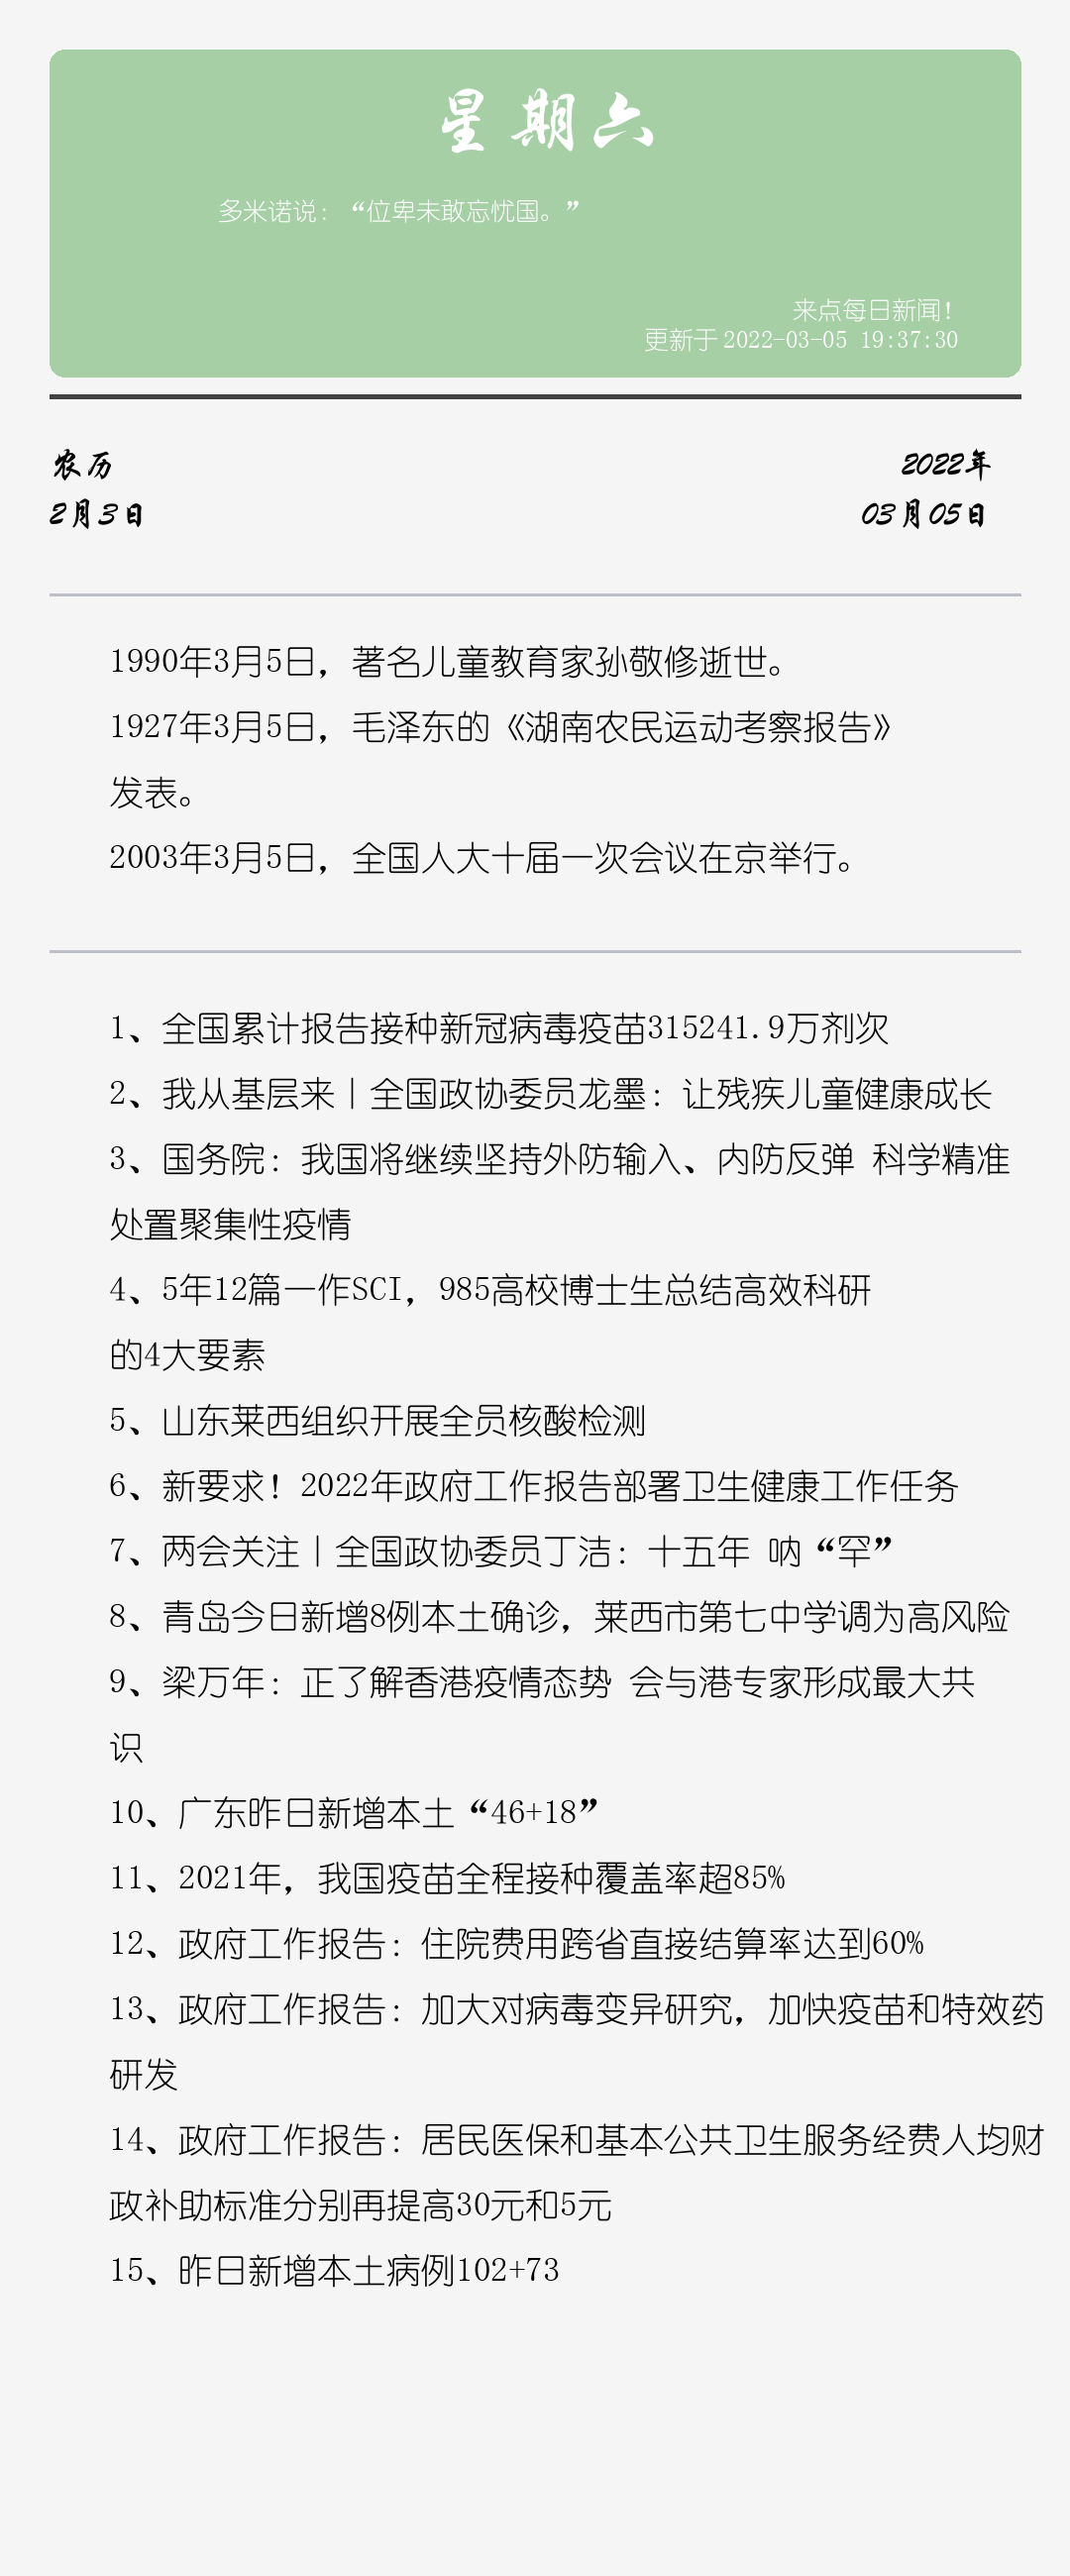 星期六
多米诺说：“位卑未敢忘忧国。”
来点每日新闻！
更新于2022-03-05 19:37:30
农历
2月3日
2022年
03月05日
1990年3月5日，著名儿童教育家孙敬修逝世。
1927年3月5日，毛泽东的《湖南农民运动考察报告》
发表。
2003年3月5日，全国人大十届一次会议在京举行。
1、全国累计报告接种新冠病毒疫苗315241.9万剂次
2、我从基层来丨全国政协委员龙墨：让残疾儿童健康成长
3、国务院：我国将继续坚持外防输入、内防反弹 科学精准
处置聚集性疫情
4、5年12篇一作SCI，985高校博士生总结高效科研
的4大要素
5、山东莱西组织开展全员核酸检测
6、新要求！2022年政府工作报告部署卫生健康工作任务
7、两会关注丨全国政协委员丁洁：十五年 呐“罕”
8、青岛今日新增8例本土确诊，莱西市第七中学调为高风险
9、梁万年：正了解香港疫情态势 会与港专家形成最大共
识
10、广东昨日新增本土“46+18”
11、2021年，我国疫苗全程接种覆盖率超85%
12、政府工作报告：住院费用跨省直接结算率达到60%
13、政府工作报告：加大对病毒变异研究，加快疫苗和特效药
研发
14、政府工作报告：居民医保和基本公共卫生服务经费人均财
政补助标准分别再提高30元和5元
15、昨日新增本土病例102+73